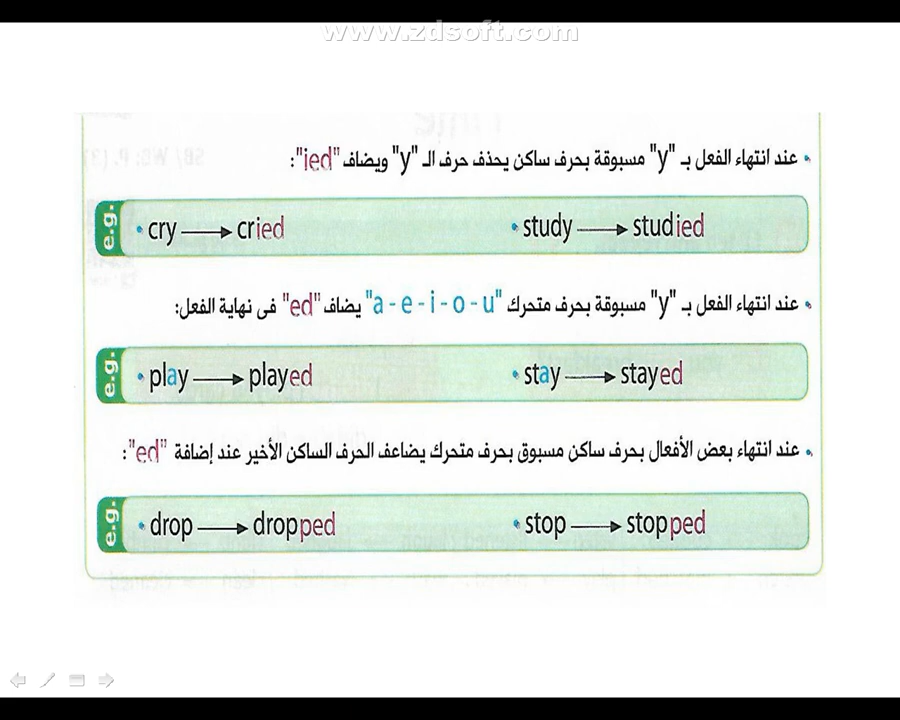 www.zdsoft.com
• عند انتهاء الفعل بـ "y" مسبوقة بحرف ساكن يحذف حرف الـ "y" ويضاف "ied":
e.g. • cry → cried • study → studied
• عند انتهاء الفعل بـ "y" مسبوقة بحرف متحرك "a - e - i - o - u" يضاف "ed" فى نهاية الفعل:
e.g. • play → played • stay → stayed
• عند انتهاء بعض الأفعال بحرف ساكن مسبوق بحرف متحرك يضاعف الحرف الساكن الأخير عند إضافة "ed":
e.g. • drop → dropped • stop → stopped